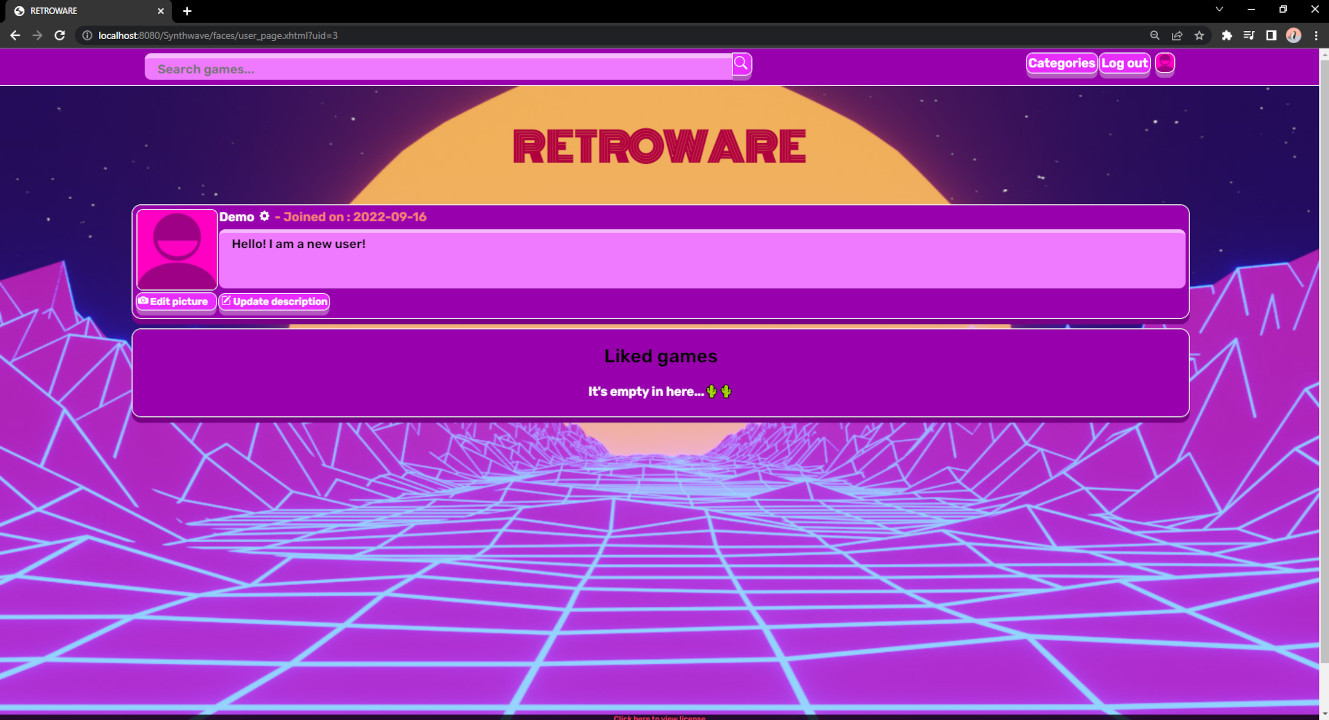 RETROWARE
localhost:8080/Synthwave/faces/user_page.xhtml?uid=3
Search games...
Categories
Log out
RETROWARE
Demo - Joined on : 2022-09-16
Hello! I am a new user!
Edit picture
Update description
Liked games
It's empty in here...🌵🌵
Click here to view license